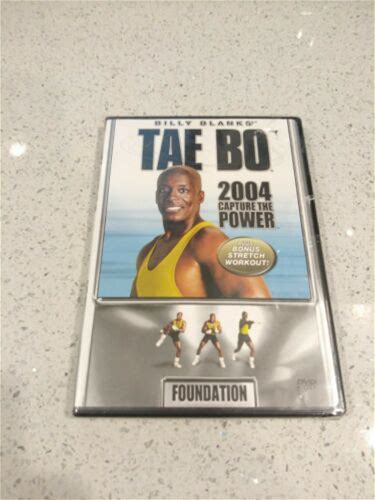 BILLY BLANKS'
TAE BO
2004
CAPTURE THE
POWER
BONUS
STRETCH
WORKOUT!
FOUNDATION
DVD